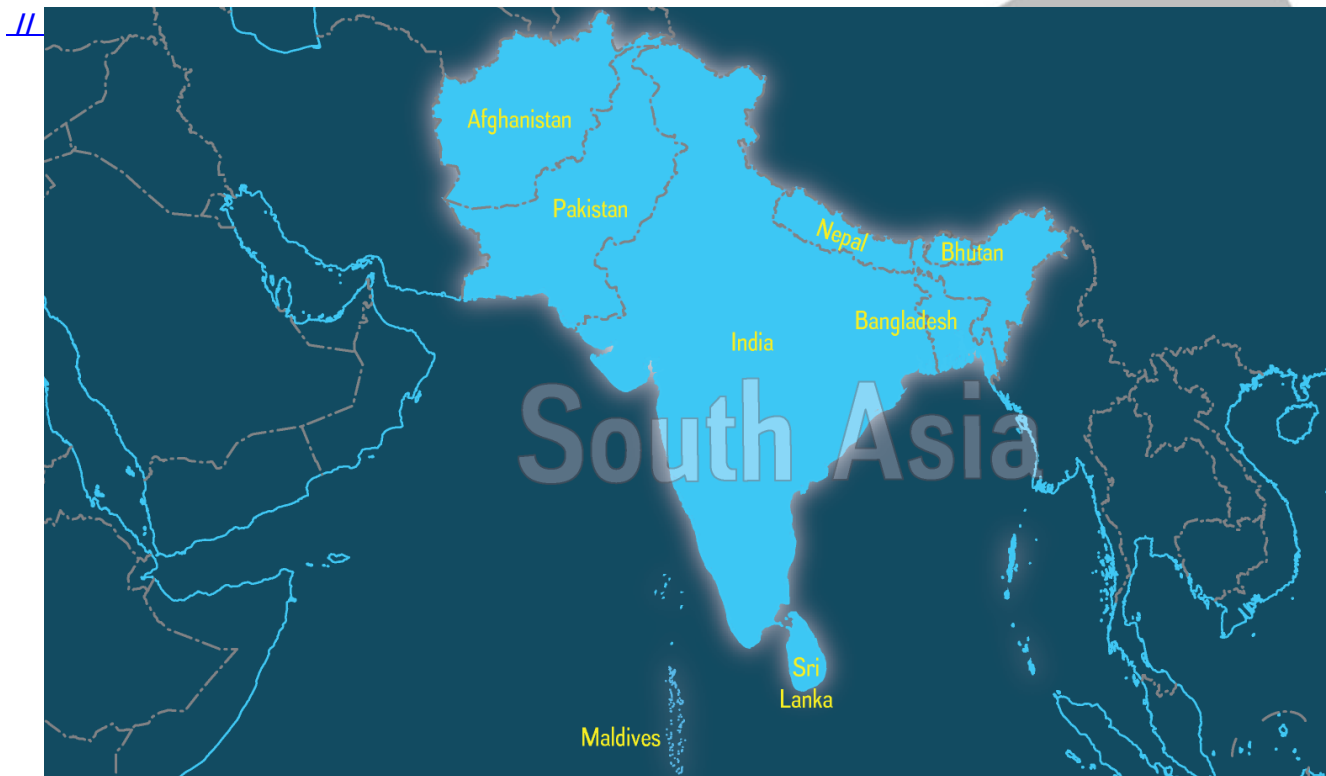 //
Afghanistan
Pakistan
Nepal
Bhutan
Bangladesh
India
South Asia
Sri
Lanka
Maldives